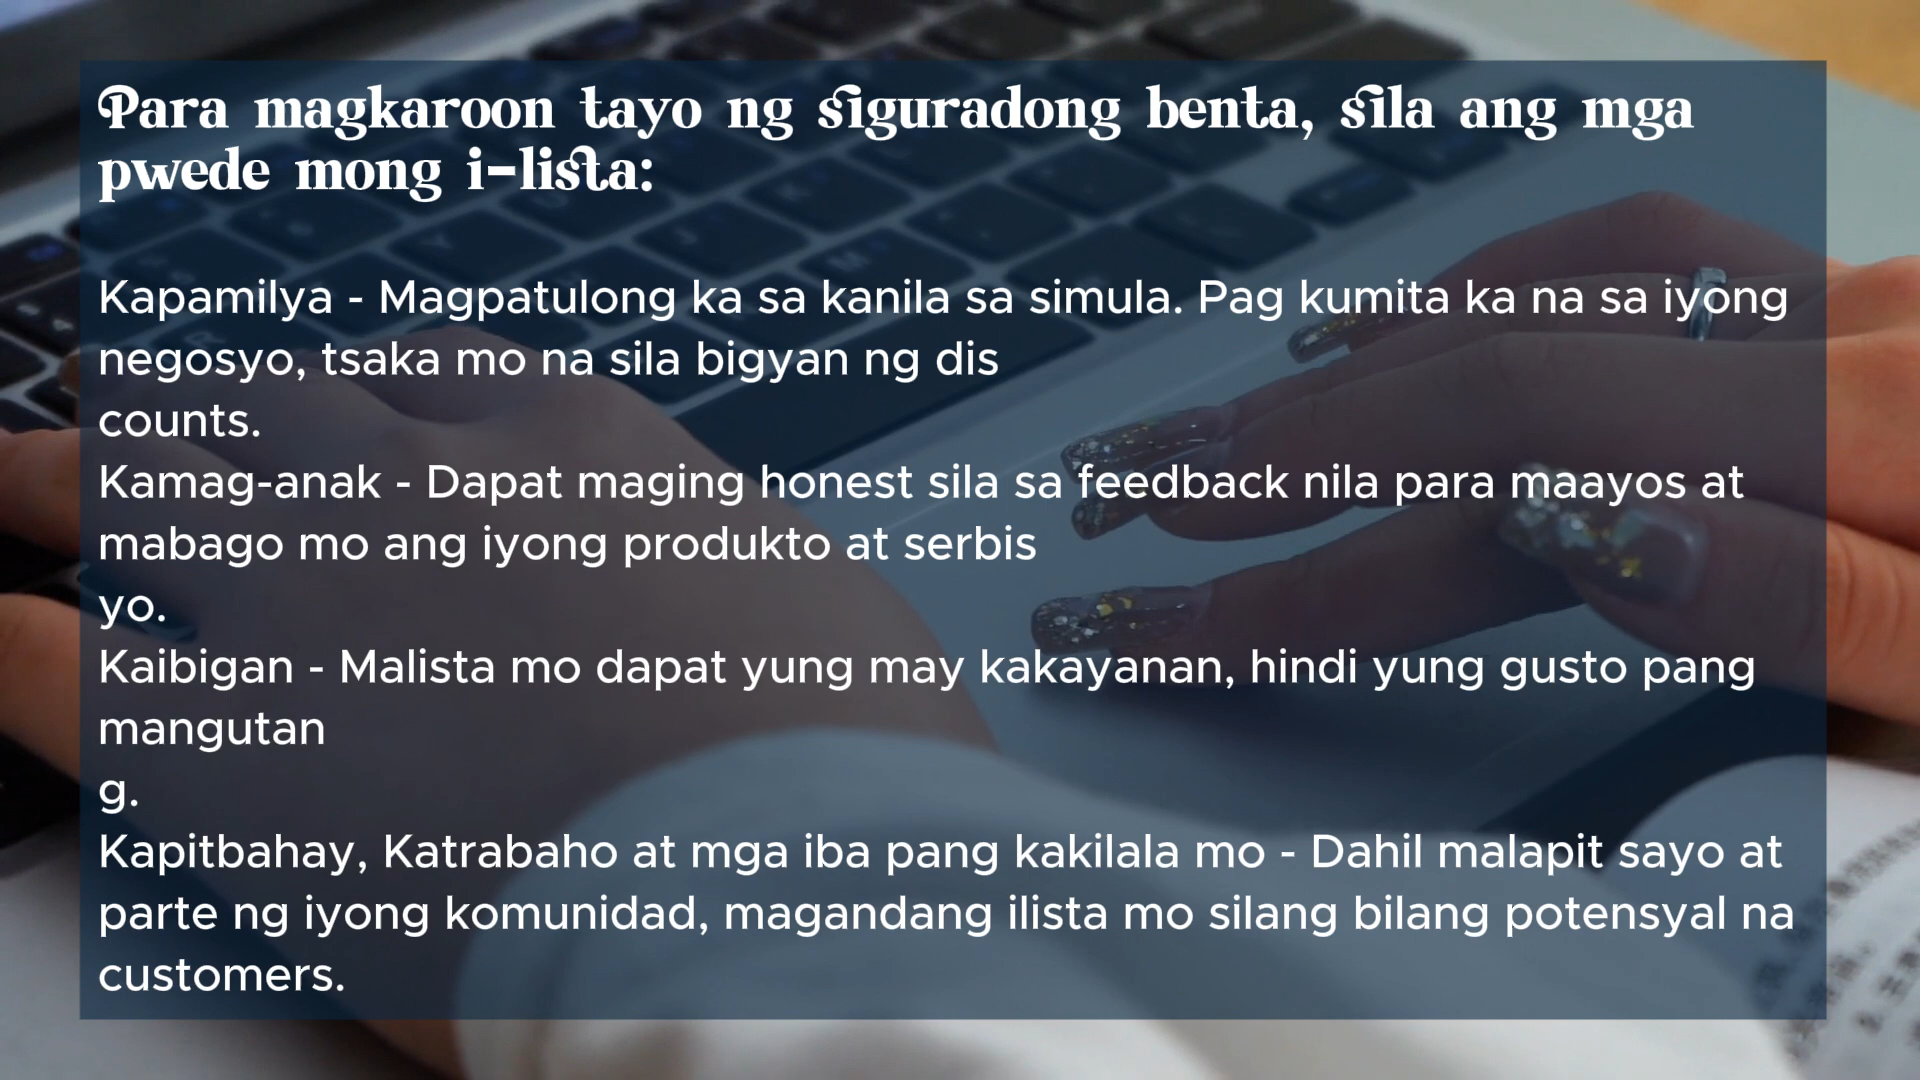 Para magkaroon tayo ng siguradong benta, sila ang mga
pwede mong i-lista:
Kapamilya - Magpatulong ka sa kanila sa simula. Pag kumita ka na sa iyong
negosyo, tsaka mo na sila bigyan ng dis
counts.
Kamag-anak - Dapat maging honest sila sa feedback nila para maayos at
mabago mo ang iyong produkto at serbis
yo.
Kaibigan - Malista mo dapat yung may kakayanan, hindi yung gusto pang
mangutan
g.
Kapitbahay, Katrabaho at mga iba pang kakilala mo - Dahil malapit sayo at
parte ng iyong komunidad, magandang ilista mo silang bilang potensyal na
customers.